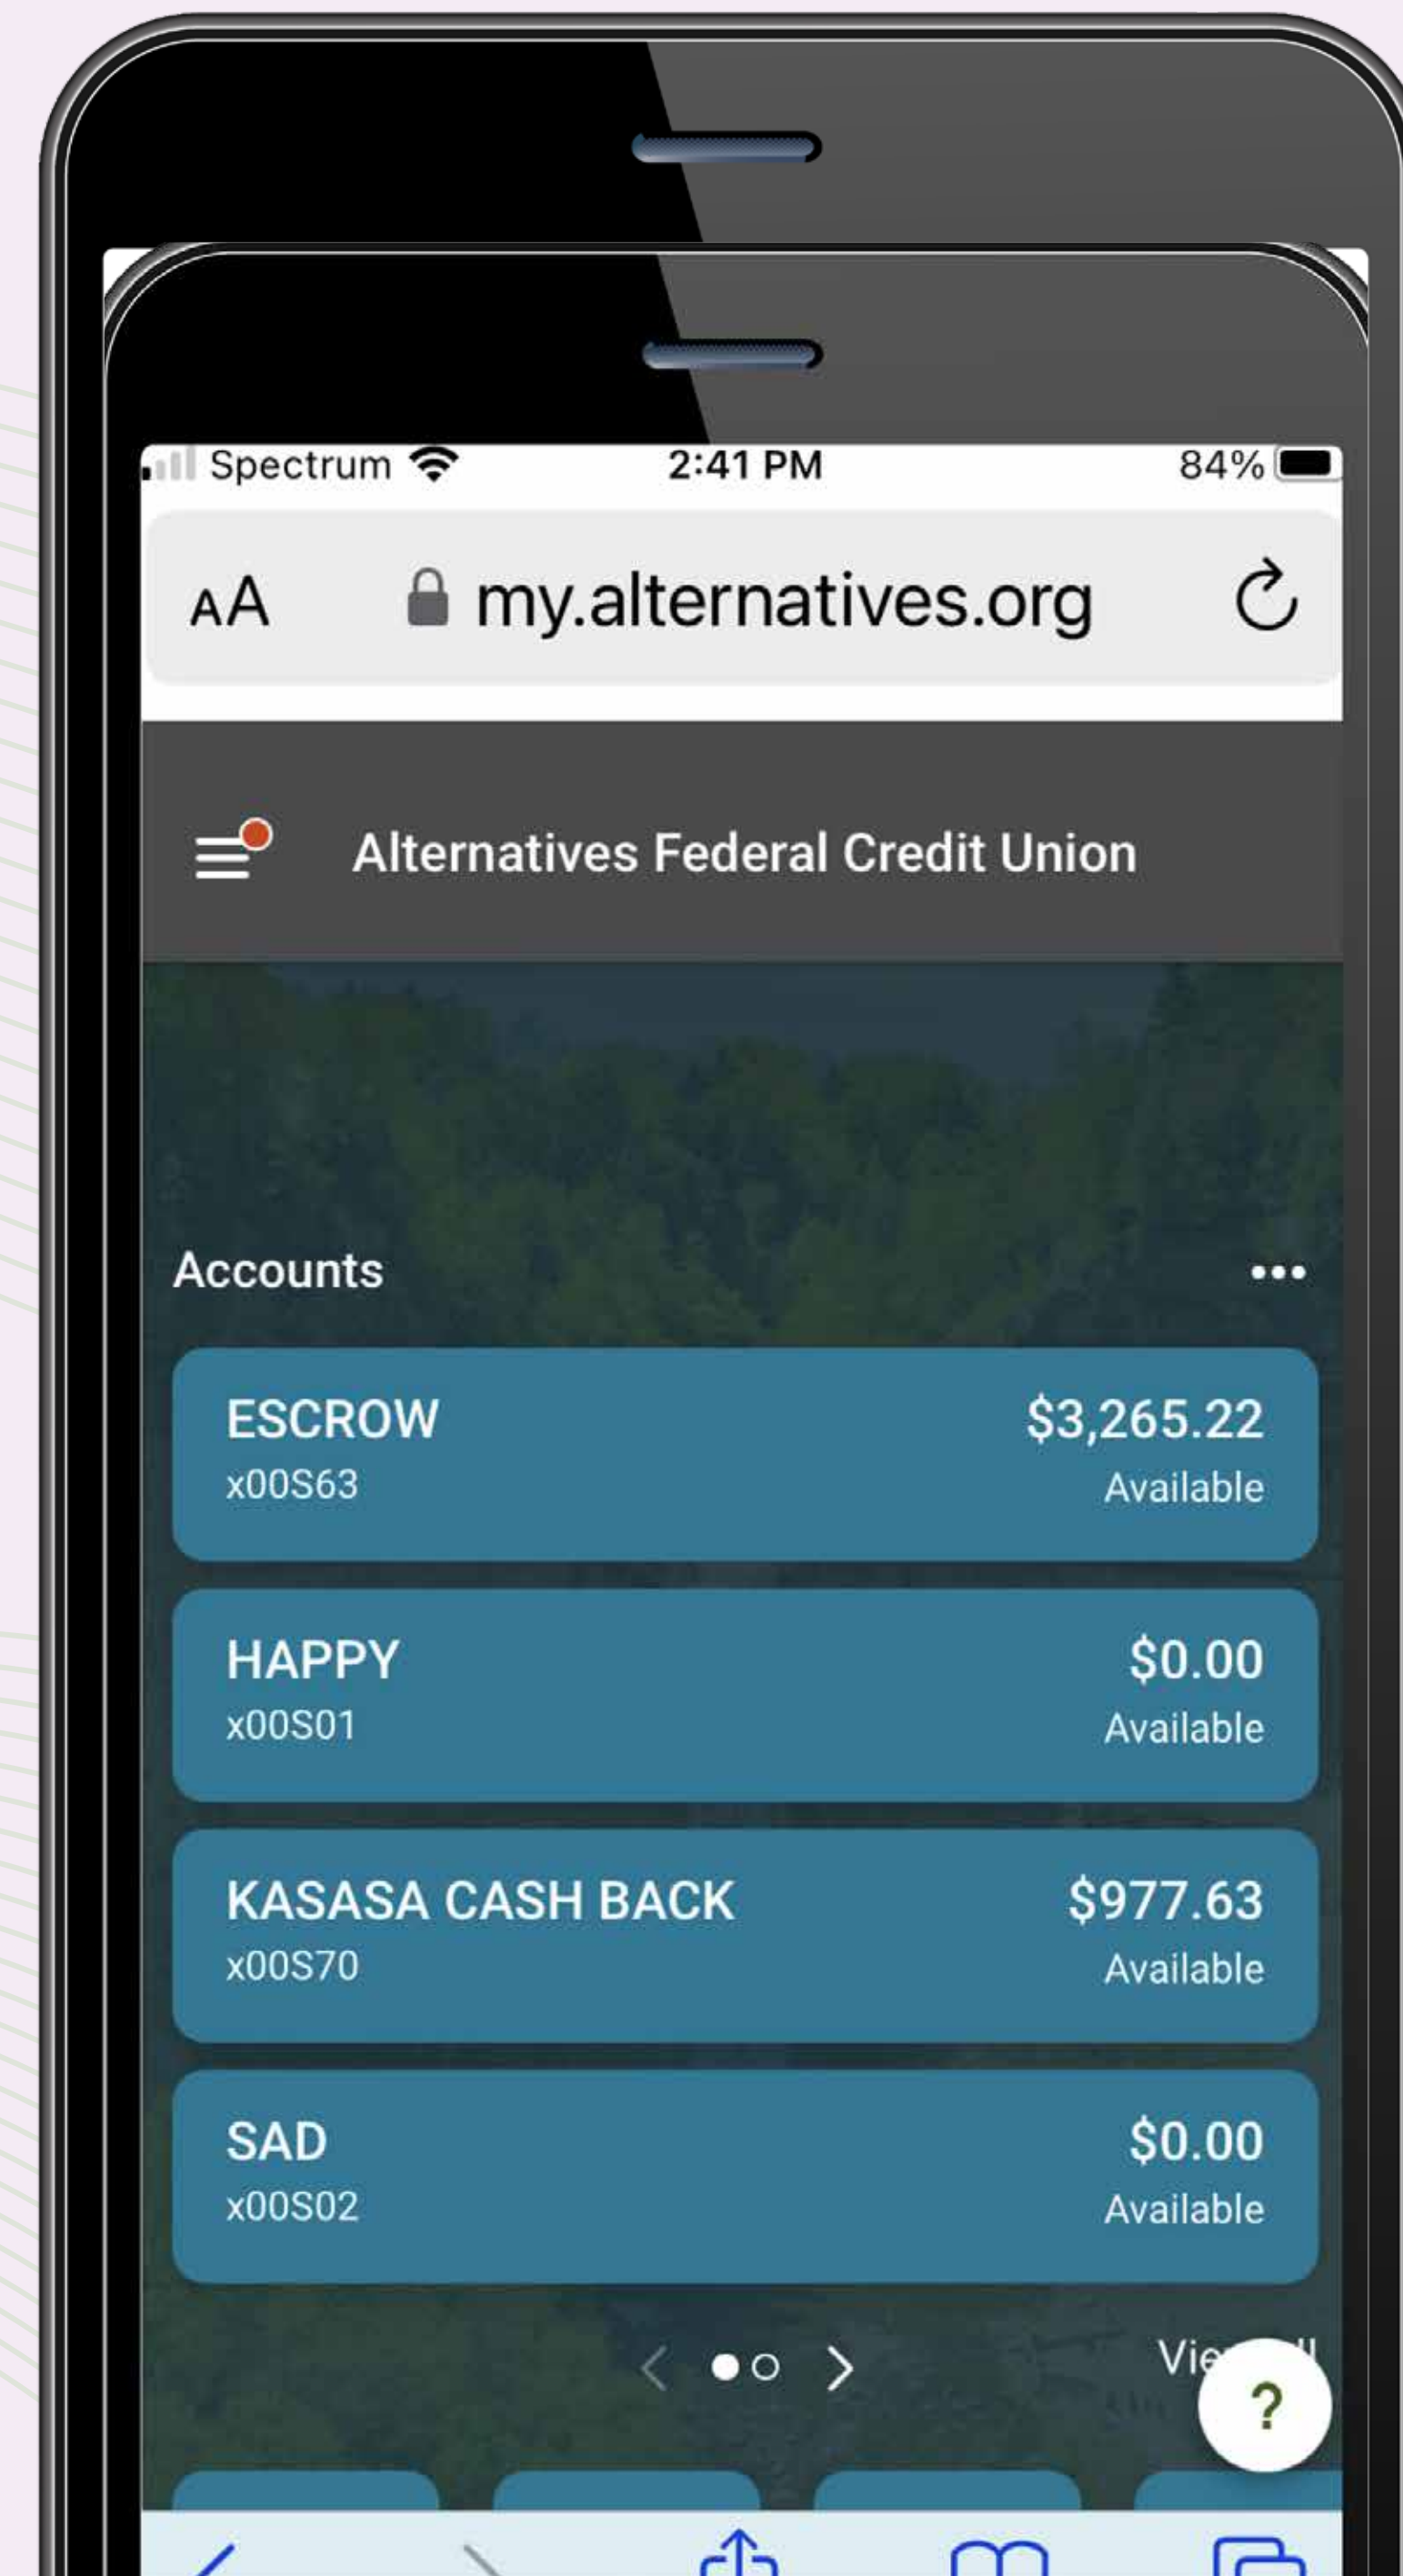 Spectrum 2:41 PM 84%
AA my.alternatives.org
Alternatives Federal Credit Union
Accounts
ESCROW $3,265.22
x00S63 Available
HAPPY $0.00
x00S01 Available
KASASA CASH BACK $977.63
x00S70 Available
SAD $0.00
x00S02 Available
?